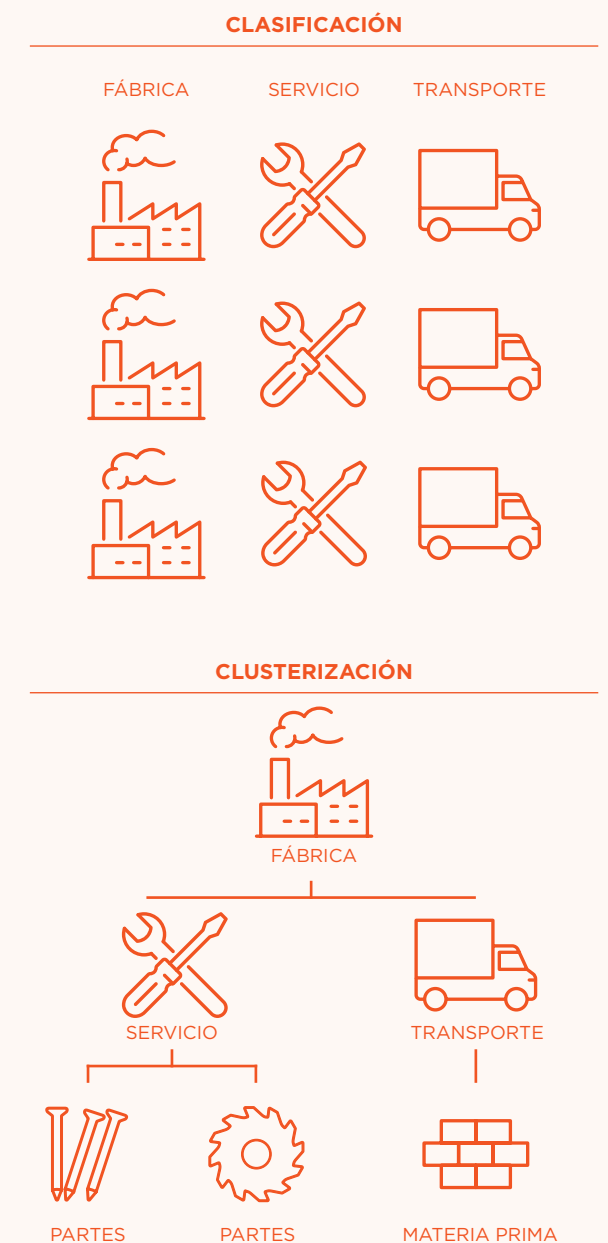 CLASIFICACIÓN
FÁBRICA SERVICIO TRANSPORTE
CLUSTERIZACIÓN
FÁBRICA
SERVICIO TRANSPORTE
PARTES PARTES MATERIA PRIMA